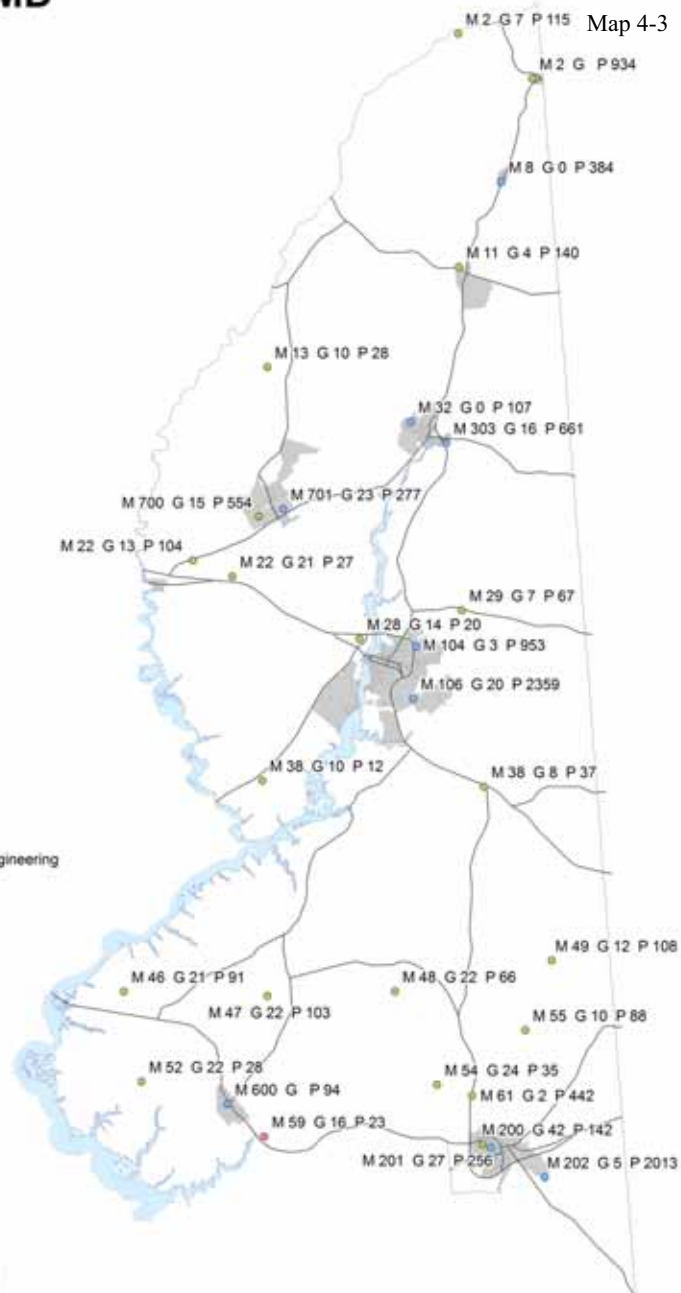 MD
Map 4-3
M 2 G 7 P 115
M 2 G P 934
M 8 G 0 P 384
M 11 G 4 P 140
M 13 G 10 P 28
M 32 G 0 P 107
M 303 G 16 P 661
M 700 G 15 P 554
M 701 G 23 P 277
M 22 G 13 P 104
M 22 G 21 P 27
M 29 G 7 P 67
M 28 G 14 P 20
M 104 G 3 P 953
M 106 G 20 P 2359
M 38 G 10 P 12
M 38 G 8 P 37
gineering
M 49 G 12 P 108
M 46 G 21 P 91
M 48 G 22 P 66
M 47 G 22 P 103
M 55 G 10 P 88
M 52 G 22 P 28
M 54 G 24 P 35
M 600 G P 94
M 61 G 2 P 442
M 59 G 16 P 23
M 200 G 42 P 142
M 201 G 27 P 256
M 202 G 5 P 2013